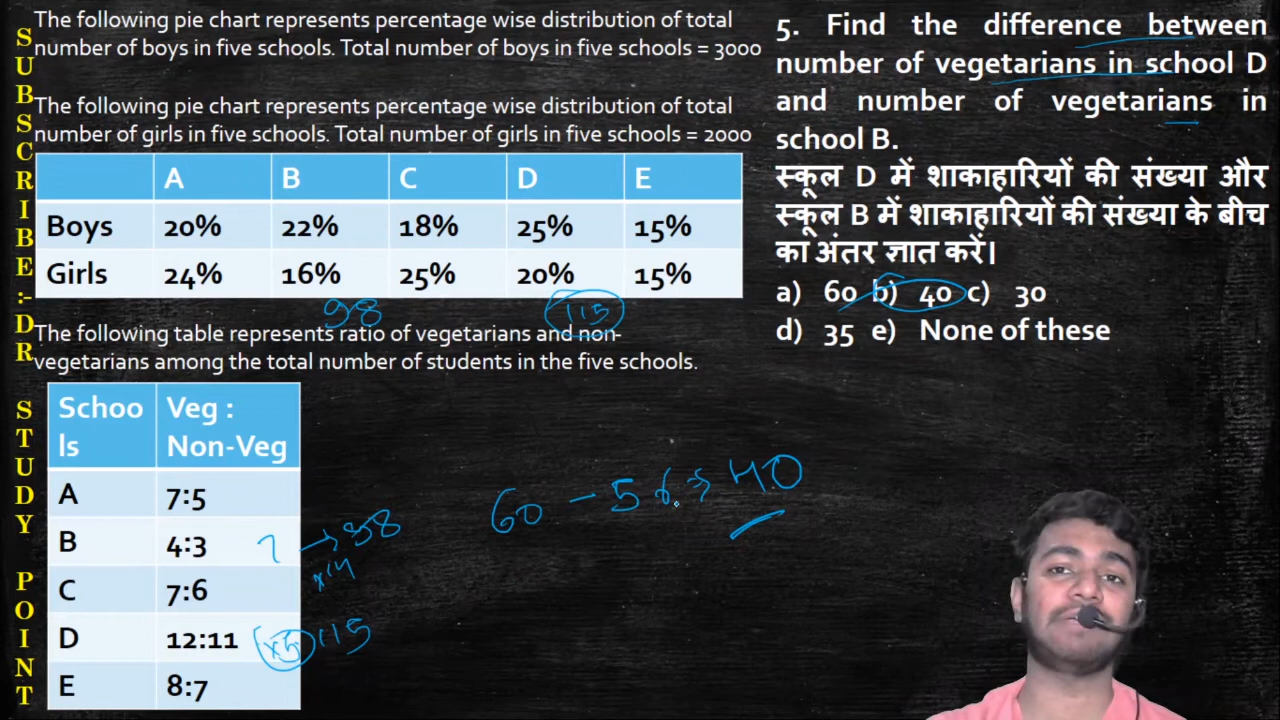 SUBSCRIBE:-DR STUDY POINT
The following pie chart represents percentage wise distribution of total
number of boys in five schools. Total number of boys in five schools = 3000
The following pie chart represents percentage wise distribution of total
number of girls in five schools. Total number of girls in five schools = 2000
A B C D E
Boys 20% 22% 18% 25% 15%
Girls 24% 16% 25% 20% 15%
98 115
The following table represents ratio of vegetarians and non-
vegetarians among the total number of students in the five schools.
Schoo
ls
Veg :
Non-Veg
A 7:5
B 4:3 7 → 98
×14
C 7:6
D 12:11 ×5 115
E 8:7
60 - 56 → 40
5. Find the difference between
number of vegetarians in school D
and number of vegetarians in
school B.
स्कूल D में शाकाहारियों की संख्या और
स्कूल B में शाकाहारियों की संख्या के बीच
का अंतर ज्ञात करें।
a) 60 b) 40 c) 30
d) 35 e) None of these